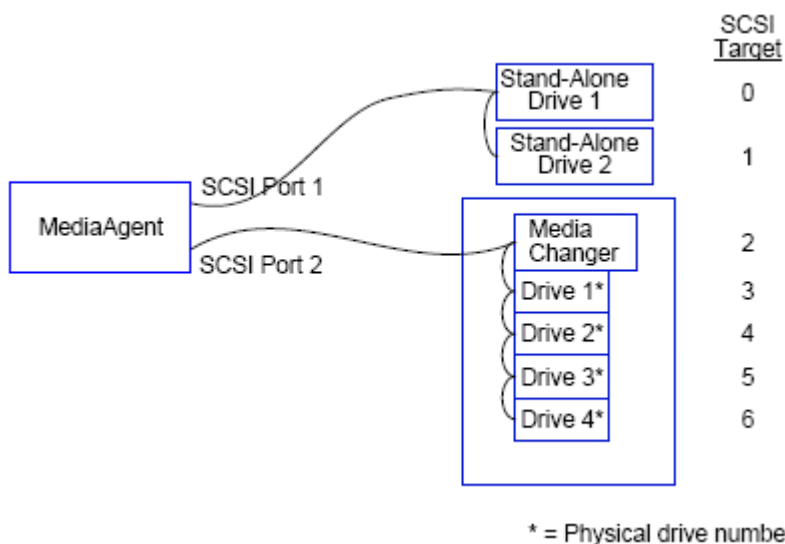 SCSI
Target
Stand-Alone
Drive 1
0
Stand-Alone
Drive 2
1
SCSI Port 1
MediaAgent
SCSI Port 2
Media
Changer
2
Drive 1*
3
Drive 2*
4
Drive 3*
5
Drive 4*
6
* = Physical drive numbe